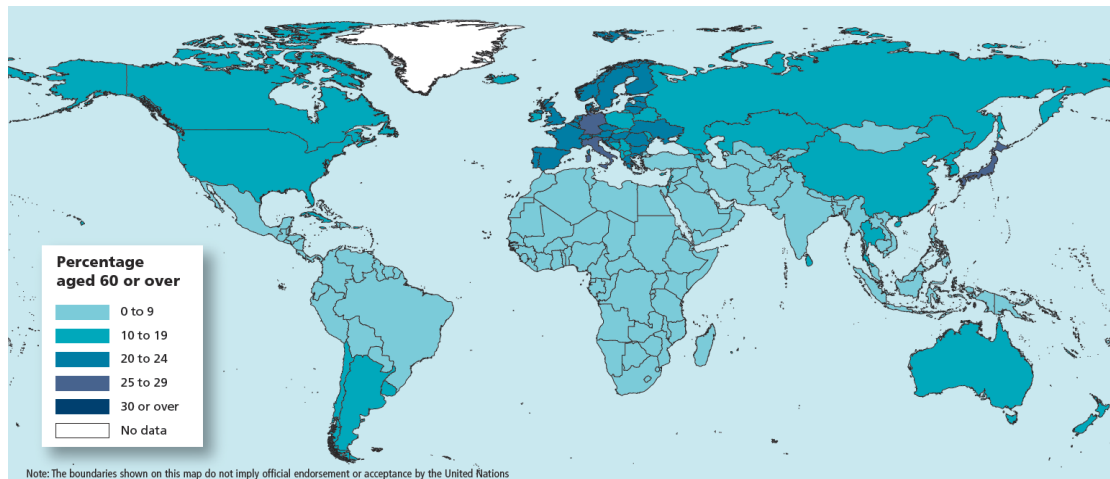 Percentage
aged 60 or over
0 to 9
10 to 19
20 to 24
25 to 29
30 or over
No data
Note: The boundaries shown on this map do not imply official endorsement or acceptance by the United Nations